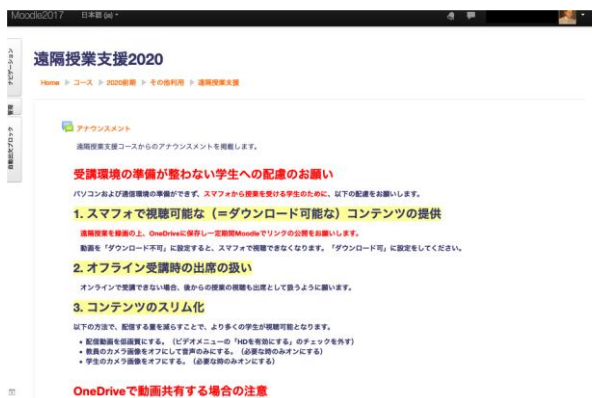 Moodle2017 日本語 (ja)
遠隔授業支援2020
Home ▶ コース ▶ 2020前期 ▶ その他利用 ▶ 遠隔授業支援
ナビゲーション
管理
アナウンスメント
遠隔授業支援コースからのアナウンスメントを掲載します。
受講環境の準備が整わない学生への配慮のお願い
パソコンおよび通信環境の準備ができず、スマフォから授業を受ける学生のために、以下の配慮をお願いします。
1. スマフォで視聴可能な（=ダウンロード可能な）コンテンツの提供
遠隔授業を録画の上、OneDriveに保存し一定期間Moodleでリンクの公開をお願いします。
動画を「ダウンロード不可」に設定すると、スマフォで視聴できなくなります。「ダウンロード可」に設定をしてください。
2. オフライン受講時の出席の扱い
オンラインで受講できない場合、後からの授業の視聴も出席として扱うように願います。
3. コンテンツのスリム化
以下の方法で、配信する量を減らすことで、より多くの学生が視聴可能となります。
• 配信動画を低画質にする。（ビデオメニューの「HDを有効にする」のチェックを外す）
• 教員のカメラ画像をオフにして音声のみにする。（必要な時のみオンにする）
• 学生のカメラ画像をオフにする。（必要な時のみオンにする）
OneDriveで動画共有する場合の注意